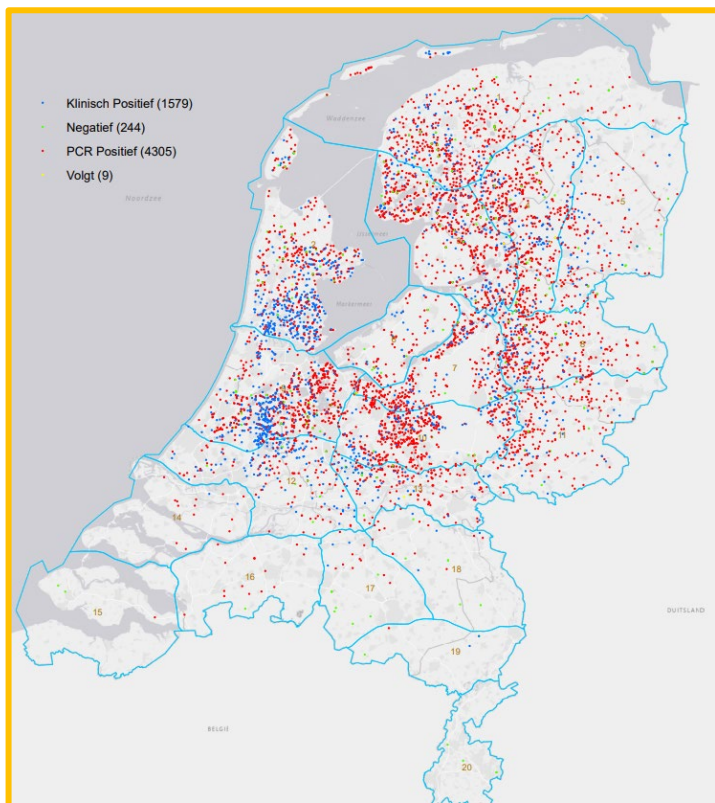 Klinisch Positief (1579)
Negatief (244)
PCR Positief (4305)
Volgt (9)
Waddenzee
Noordzee
IJsselmeer
Markermeer
5
7
11
12
14
15
16
17
18
19
20
DUITSLAND
BELGIË